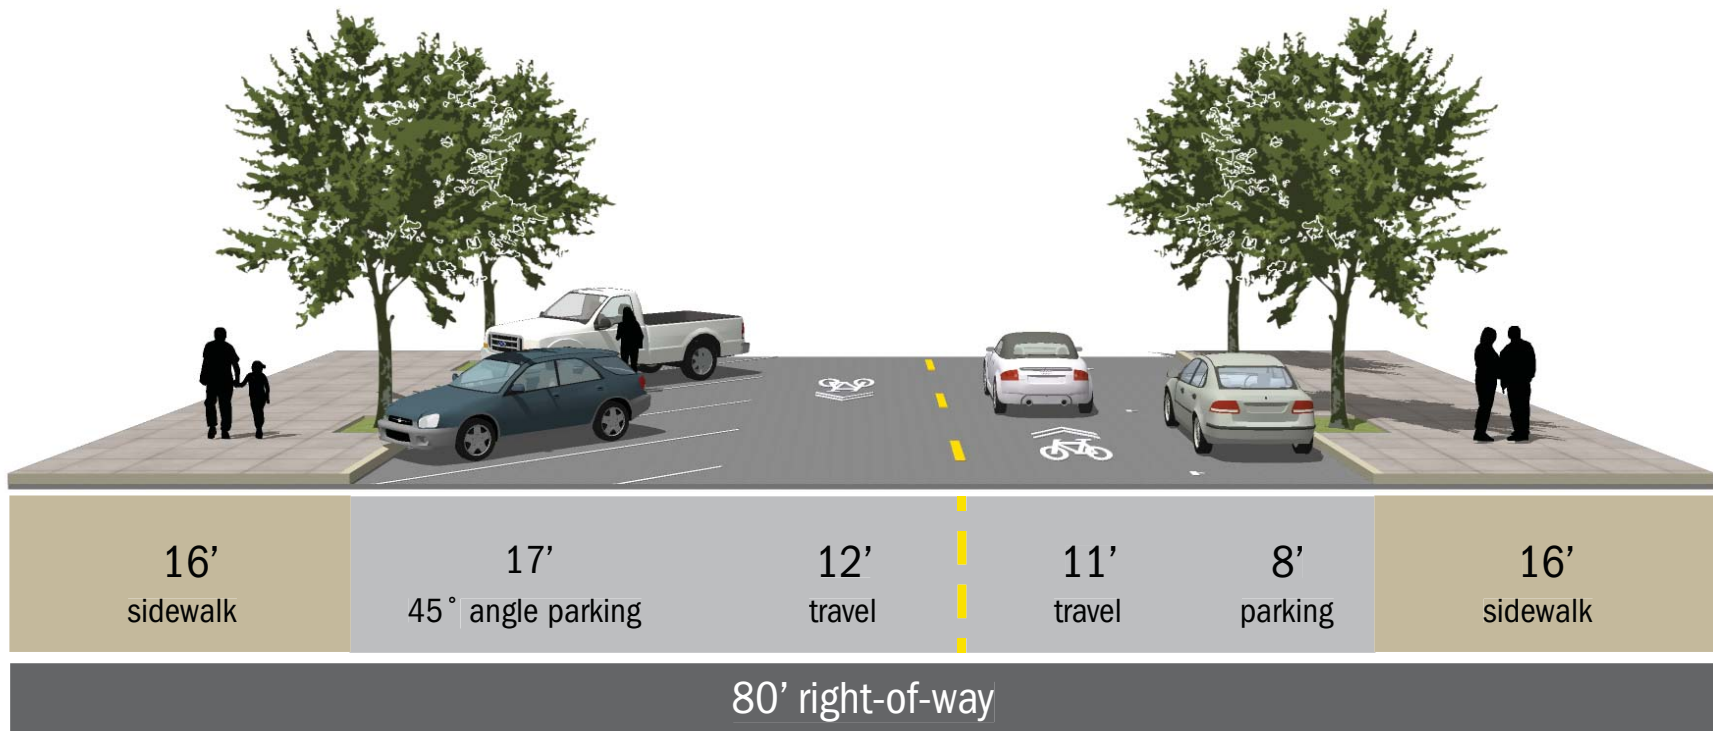 16’
sidewalk
17’
45˚ angle parking
12’
travel
11’
travel
8’
parking
16’
sidewalk
80’ right-of-way